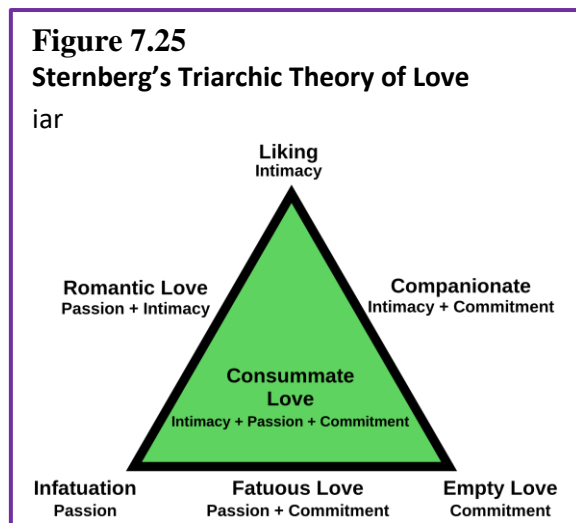 Figure 7.25
Sternberg's Triarchic Theory of Love
iar
Liking
Intimacy
Romantic Love
Passion + Intimacy
Companionate
Intimacy + Commitment
Consummate
Love
Intimacy + Passion + Commitment
Infatuation
Passion
Fatuous Love
Passion + Commitment
Empty Love
Commitment